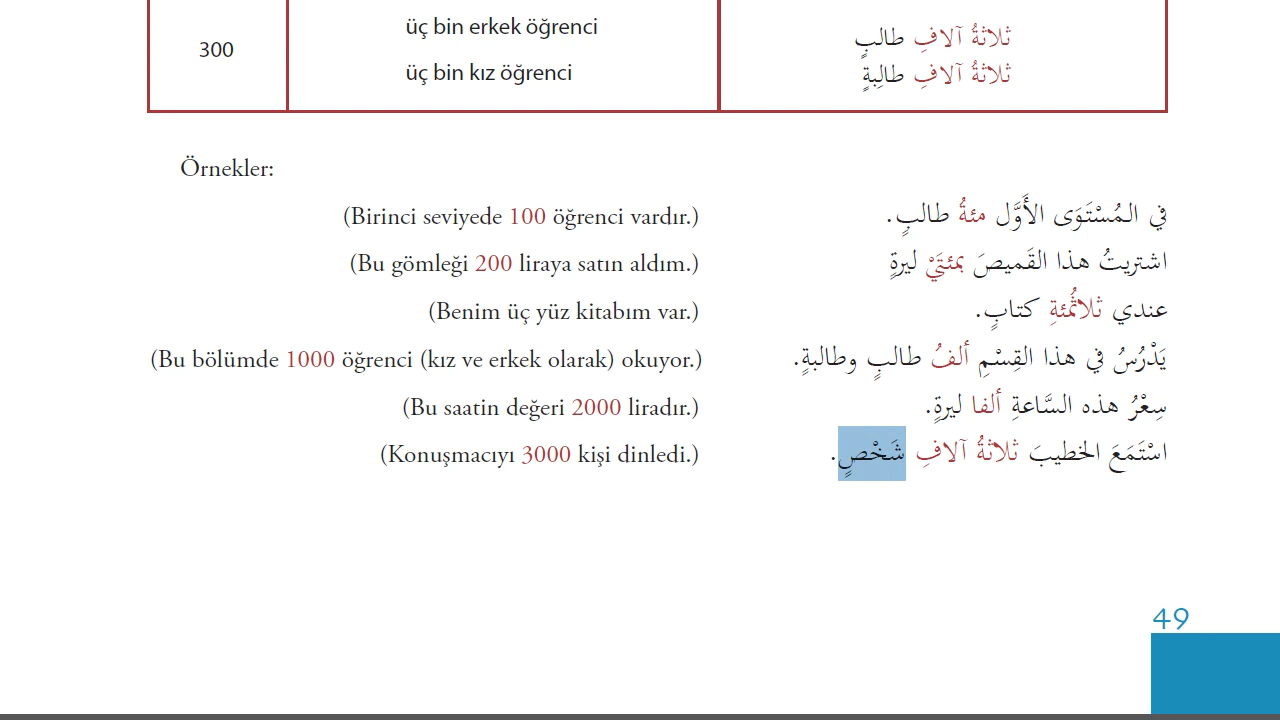 300
üç bin erkek öğrenci
ثلاثةُ آلافِ طالبٍ
üç bin kız öğrenci
ثلاثةُ آلافِ طالِبةٍ
Örnekler:
(Birinci seviyede 100 öğrenci vardır.) في المُسْتَوَى الأَوَّل مئةُ طالبٍ.
(Bu gömleği 200 liraya satın aldım.) اشتريتُ هذا القَميصَ بمئتَيْ ليرةٍ
(Benim üç yüz kitabım var.) عندي ثلاثُمئةِ كتابٍ.
(Bu bölümde 1000 öğrenci (kız ve erkek olarak) okuyor.) يَدْرُسُ في هذا القِسْمِ ألفُ طالبٍ وطالبةٍ.
(Bu saatin değeri 2000 liradır.) سِعْرُ هذه السَّاعةِ ألفا ليرةٍ.
(Konuşmacıyı 3000 kişi dinledi.) اسْتَمَعَ الخطيبَ ثلاثةُ آلافِ شَخْصٍ.
49